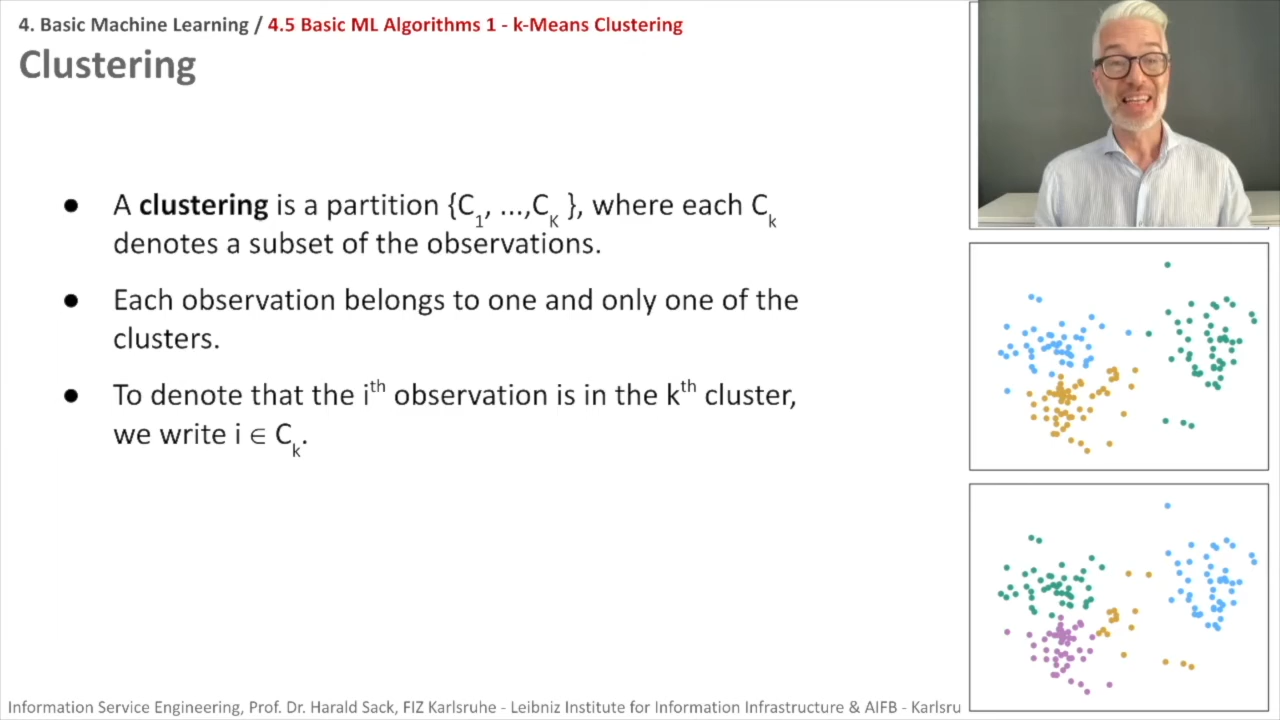 4. Basic Machine Learning / 4.5 Basic ML Algorithms 1 - k-Means Clustering
Clustering
● A clustering is a partition {C1, ...,CK }, where each Ck
denotes a subset of the observations.
● Each observation belongs to one and only one of the
clusters.
● To denote that the ith observation is in the kth cluster,
we write i ∈ Ck.
Information Service Engineering, Prof. Dr. Harald Sack, FIZ Karlsruhe - Leibniz Institute for Information Infrastructure & AIFB - Karlsru